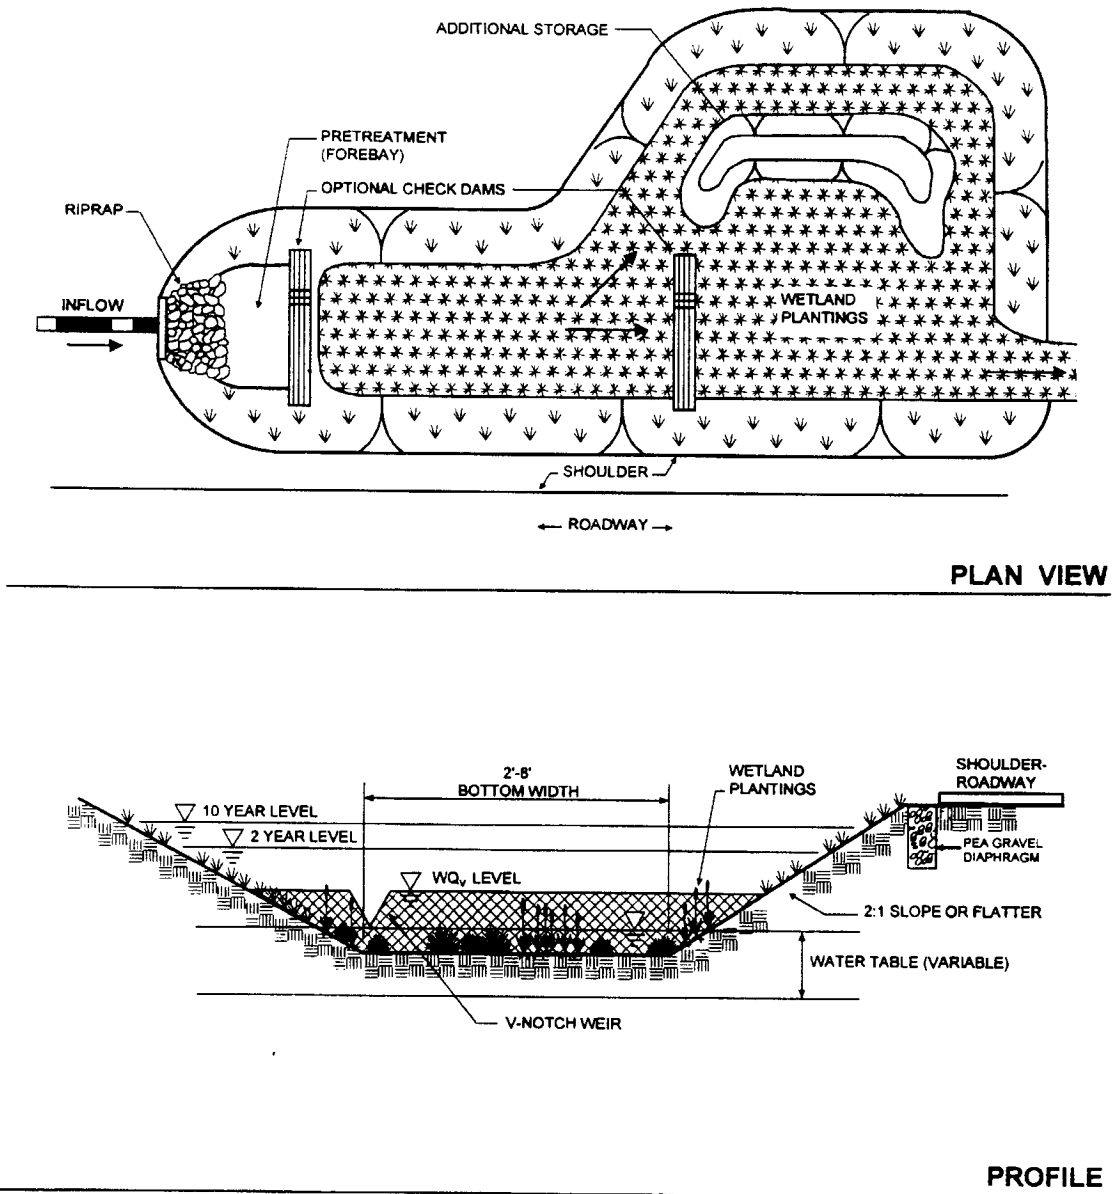 ADDITIONAL STORAGE
PRETREATMENT
(FOREBAY)
OPTIONAL CHECK DAMS
RIPRAP
INFLOW
WETLAND
PLANTINGS
SHOULDER
ROADWAY
PLAN VIEW
2'-8'
BOTTOM WIDTH
WETLAND
PLANTINGS
SHOULDER-
ROADWAY
10 YEAR LEVEL
2 YEAR LEVEL
PEA GRAVEL
DIAPHRAGM
WQv LEVEL
2:1 SLOPE OR FLATTER
WATER TABLE (VARIABLE)
V-NOTCH WEIR
PROFILE